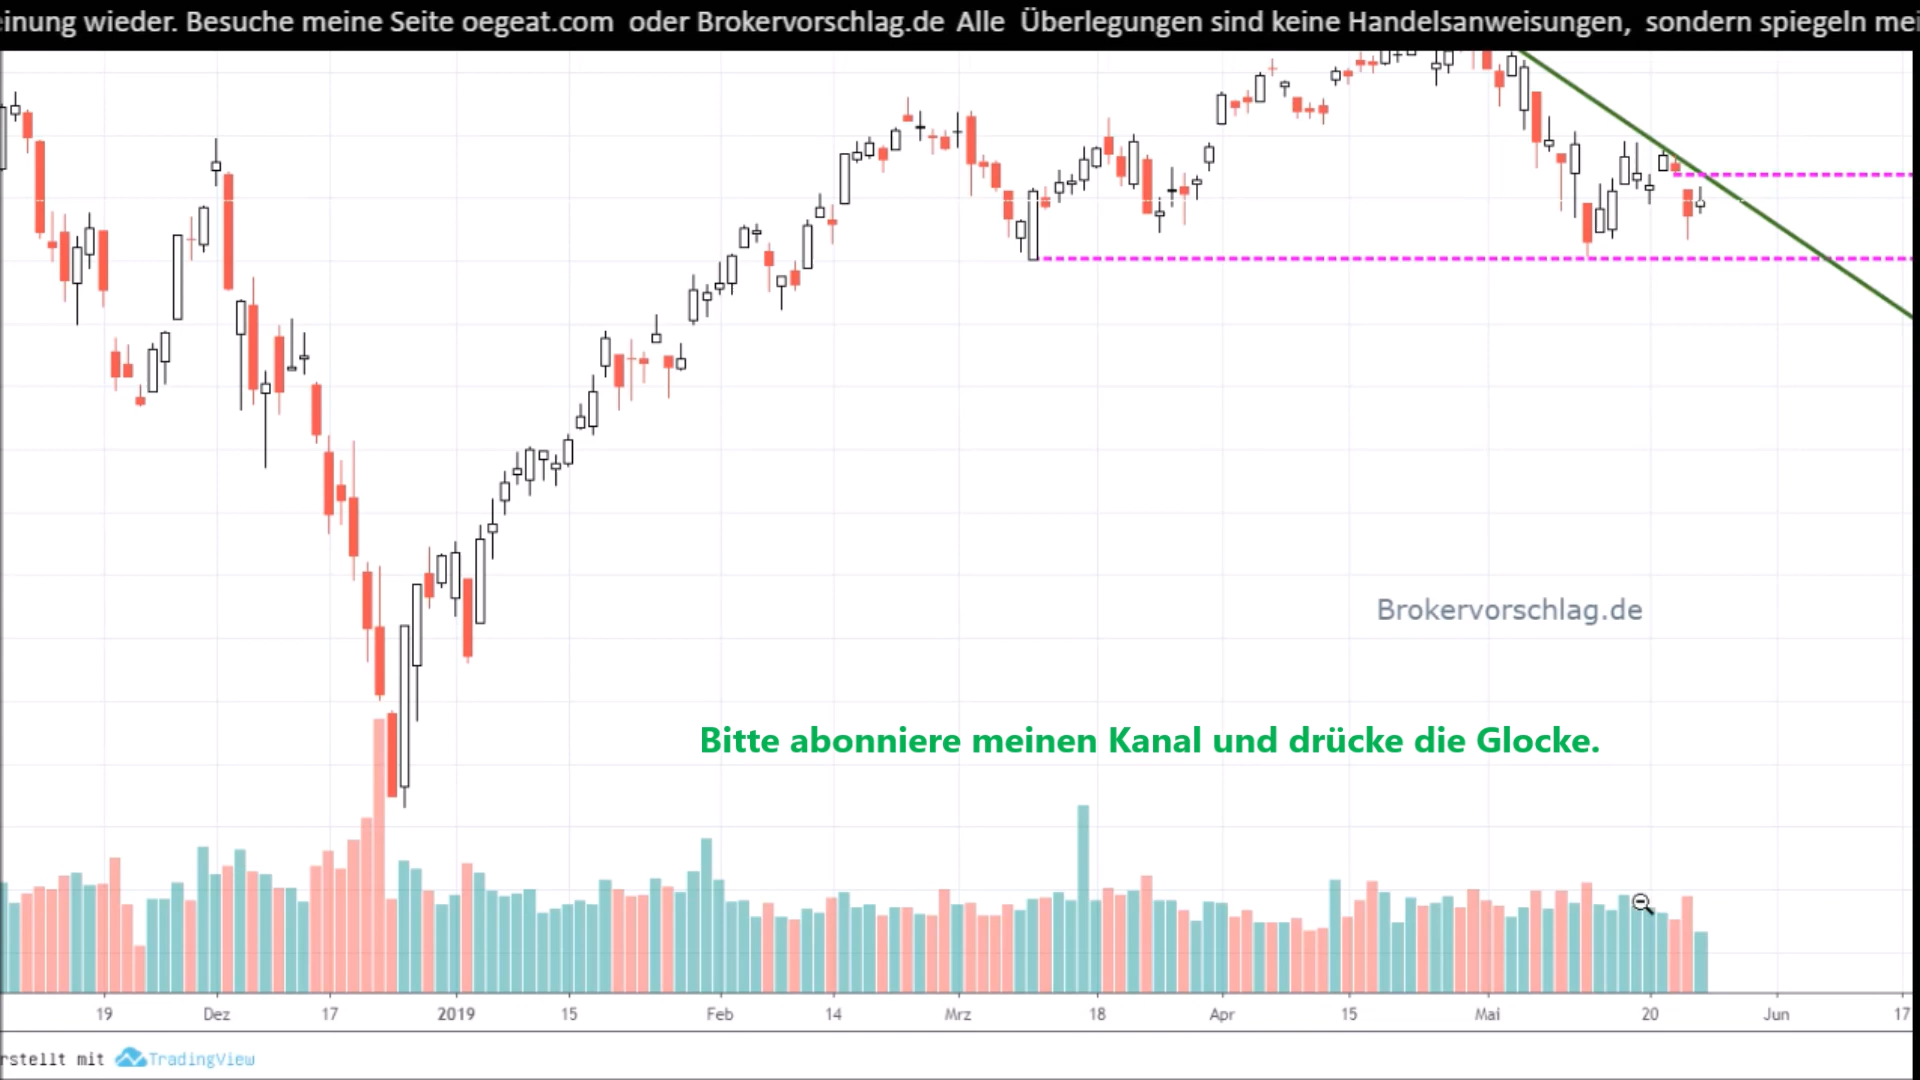 inung wieder. Besuche meine Seite oegeat.com oder Brokervorschlag.de Alle Überlegungen sind keine Handelsanweisungen, sondern spiegeln mei
Brokervorschlag.de
Bitte abonniere meinen Kanal und drücke die Glocke.
19 Dez 17 2019 15 Feb 14 Mrz 18 Apr 15 Mai 20 Jun 17
rstellt mit TradingView